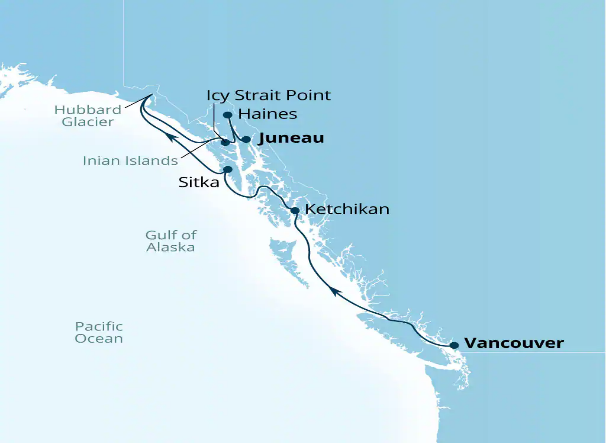 Icy Strait Point
Hubbard
Glacier
Haines
Juneau
Inian Islands
Sitka
Ketchikan
Gulf of
Alaska
Pacific
Ocean
Vancouver